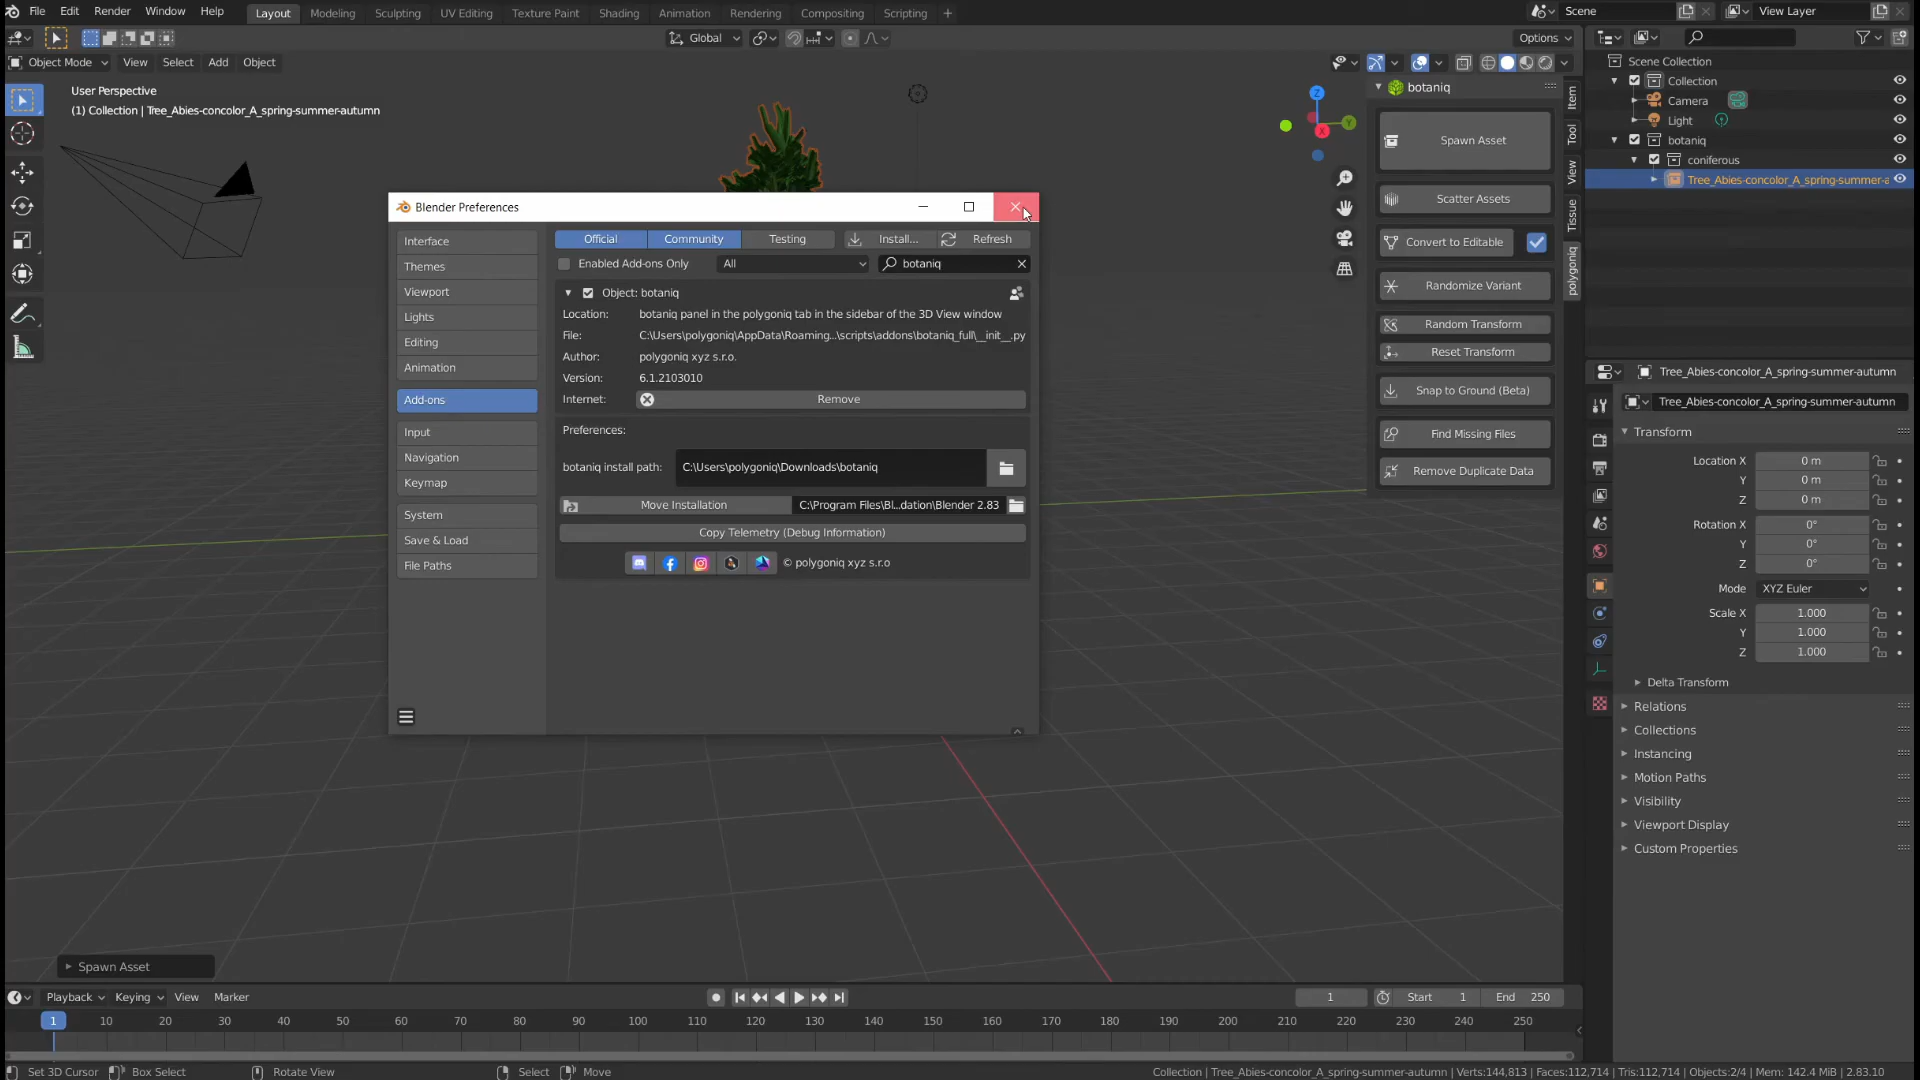 File Edit Render Window Help Layout Modeling Sculpting UV Editing Texture Paint Shading Animation Rendering Compositing Scripting + Scene View Layer
Global Options
Object Mode View Select Add Object
User Perspective
(1) Collection | Tree_Abies-concolor_A_spring-summer-autumn
Z
Y
X
botaniq
Spawn Asset
Scatter Assets
Convert to Editable
Randomize Variant
Random Transform
Reset Transform
Snap to Ground (Beta)
Find Missing Files
Remove Duplicate Data
Item
Tool
View
Tissue
polygoniq
Scene Collection
Collection
Camera
Light
botaniq
coniferous
Tree_Abies-concolor_A_spring-summer-a
Blender Preferences
Interface
Themes
Viewport
Lights
Editing
Animation
Add-ons
Input
Navigation
Keymap
System
Save & Load
File Paths
Official Community Testing Install... Refresh
Enabled Add-ons Only All botaniq
Object: botaniq
Location: botaniq panel in the polygoniq tab in the sidebar of the 3D View window
File: C:\Users\polygoniq\AppData\Roaming...\scripts\addons\botaniq_full\__init__.py
Author: polygoniq xyz s.r.o.
Version: 6.1.2103010
Internet: Remove
Preferences:
botaniq install path: C:\Users\polygoniq\Downloads\botaniq
Move Installation C:\Program Files\Bl...dation\Blender 2.83
Copy Telemetry (Debug Information)
© polygoniq xyz s.r.o
Tree_Abies-concolor_A_spring-summer-autumn
Tree_Abies-concolor_A_spring-summer-autumn
Transform
Location X 0 m
Y 0 m
Z 0 m
Rotation X 0°
Y 0°
Z 0°
Mode XYZ Euler
Scale X 1.000
Y 1.000
Z 1.000
Delta Transform
Relations
Collections
Instancing
Motion Paths
Visibility
Viewport Display
Custom Properties
Spawn Asset
Playback Keying View Marker 1 Start 1 End 250
1 10 20 30 40 50 60 70 80 90 100 110 120 130 140 150 160 170 180 190 200 210 220 230 240 250
Set 3D Cursor Box Select Rotate View Select Move Collection | Tree_Abies-concolor_A_spring-summer-autumn | Verts:144,813 | Faces:112,714 | Tris:112,714 | Objects:2/4 | Mem: 142.4 MiB | 2.83.10